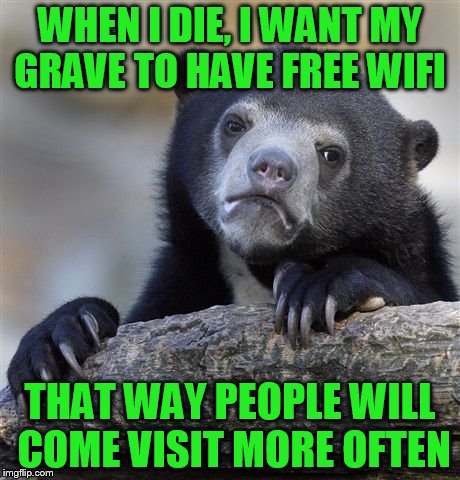 WHEN I DIE, I WANT MY
GRAVE TO HAVE FREE WIFI
THAT WAY PEOPLE WILL
COME VISIT MORE OFTEN
imgflip.com